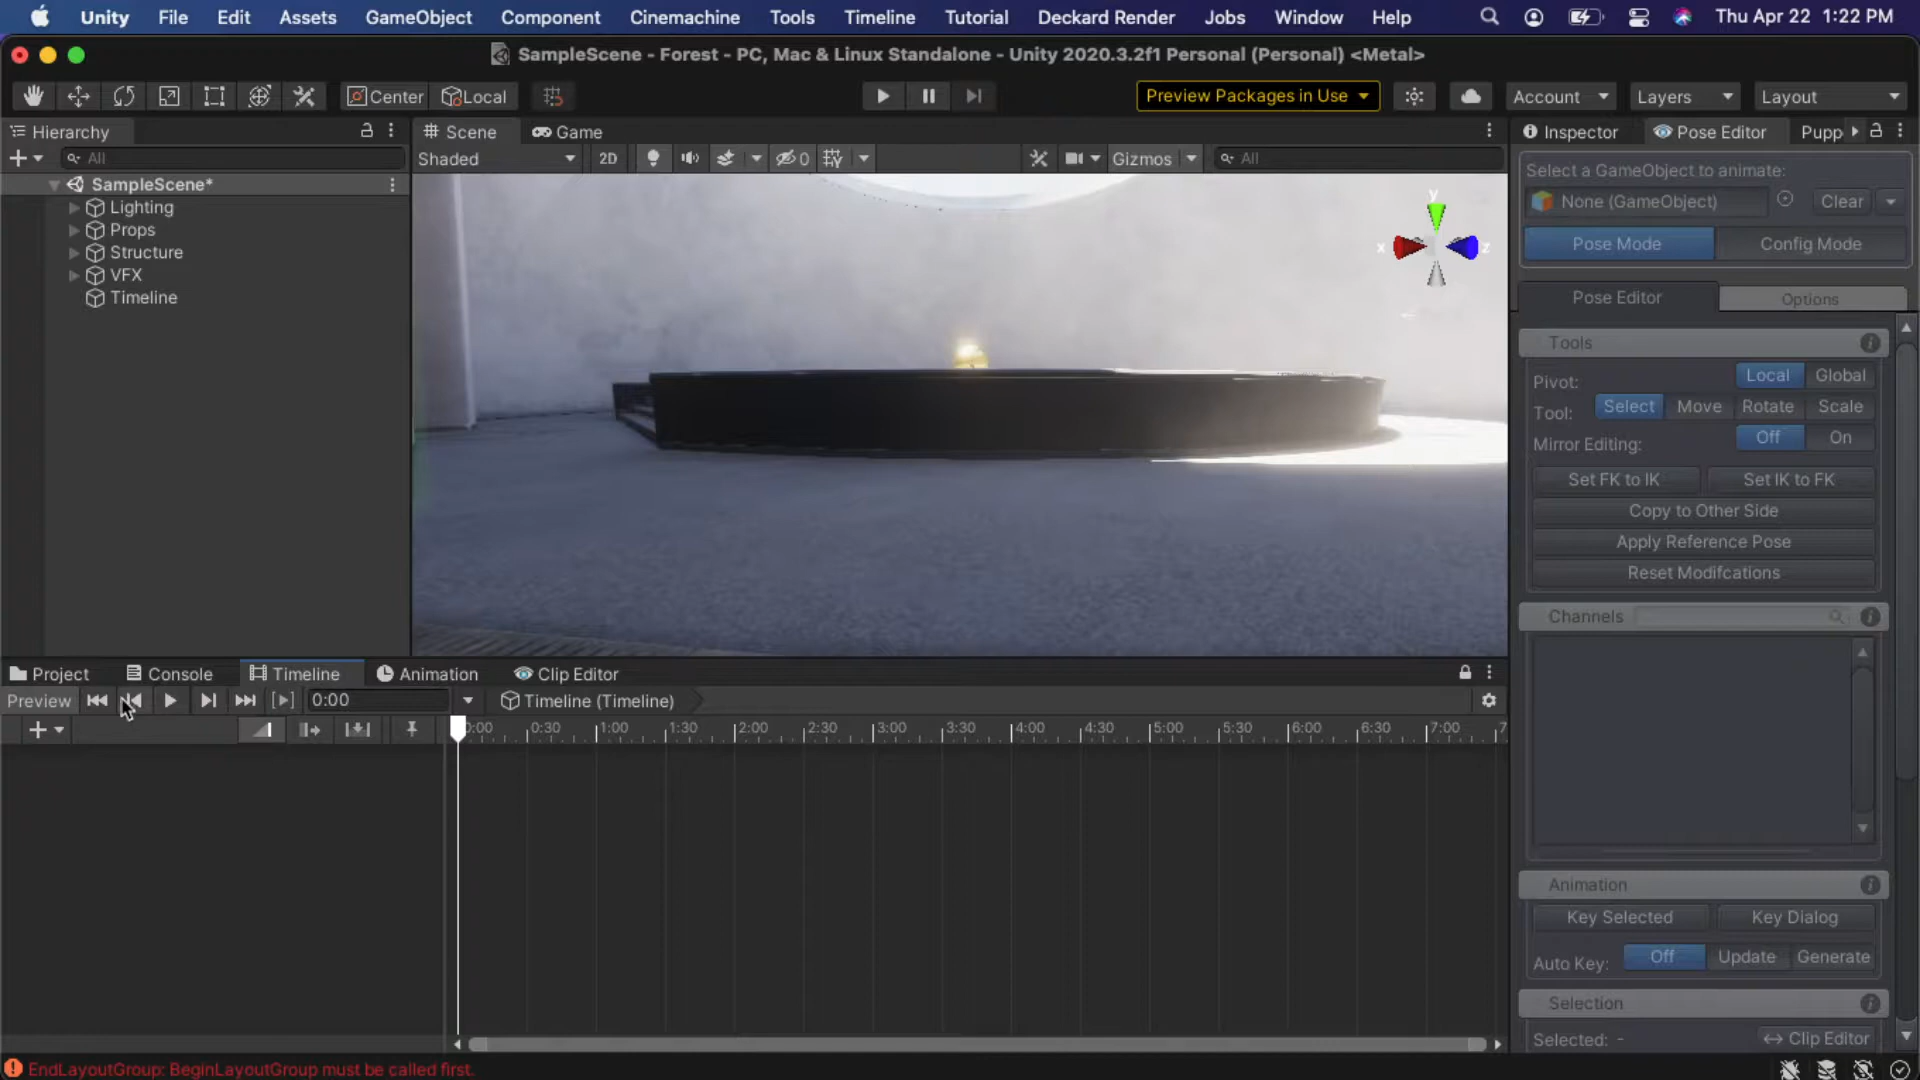 Unity File Edit Assets GameObject Component Cinemachine Tools Timeline Tutorial Deckard Render Jobs Window Help Thu Apr 22 1:22 PM
SampleScene - Forest - PC, Mac & Linux Standalone - Unity 2020.3.2f1 Personal (Personal) <Metal>
Center Local Preview Packages in Use Account Layers Layout
Hierarchy Scene Game Inspector Pose Editor Pupp
All Shaded 2D 0 Gizmos All
Select a GameObject to animate:
SampleScene*
None (GameObject) Clear
Lighting
Props
Structure
VFX
Timeline
y
x z
Pose Mode Config Mode
Pose Editor Options
Tools
Pivot: Local Global
Tool: Select Move Rotate Scale
Mirror Editing: Off On
Set FK to IK Set IK to FK
Copy to Other Side
Apply Reference Pose
Reset Modifcations
Channels
Project Console Timeline Animation Clip Editor
Preview 0:00 Timeline (Timeline)
0:00 0:30 1:00 1:30 2:00 2:30 3:00 3:30 4:00 4:30 5:00 5:30 6:00 6:30 7:00 7
Animation
Key Selected Key Dialog
Auto Key: Off Update Generate
Selection
Selected: - Clip Editor
EndLayoutGroup: BeginLayoutGroup must be called first.